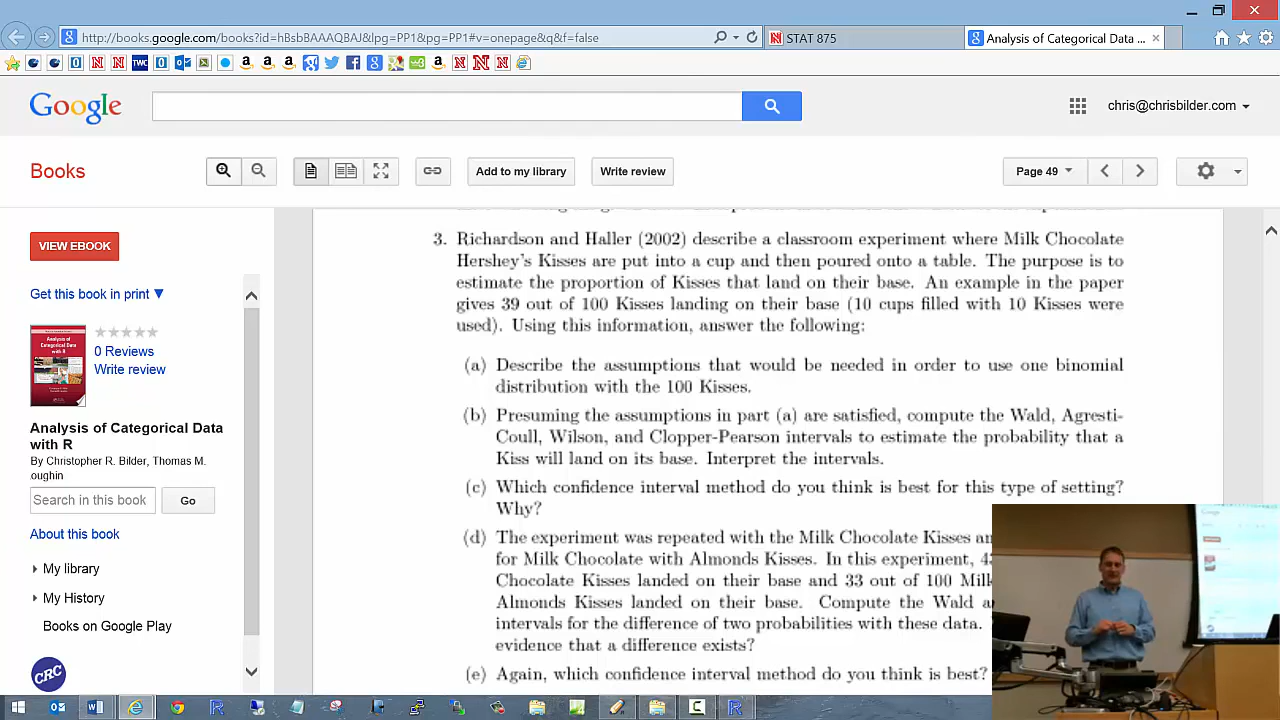 http://books.google.com/books?id=hBsbBAAAQBAJ&lpg=PP1&pg=PP1#v=onepage&q&f=false
STAT 875
Analysis of Categorical Data ...
Google
chris@chrisbilder.com
Books
Add to my library
Write review
Page 49
VIEW EBOOK
Get this book in print ▼
0 Reviews
Write review
Analysis of Categorical Data with R
Analysis of Categorical Data
with R
By Christopher R. Bilder, Thomas M.
oughin
Search in this book
Go
About this book
My library
My History
Books on Google Play
CRC
3. Richardson and Haller (2002) describe a classroom experiment where Milk Chocolate
Hershey's Kisses are put into a cup and then poured onto a table. The purpose is to
estimate the proportion of Kisses that land on their base. An example in the paper
gives 39 out of 100 Kisses landing on their base (10 cups filled with 10 Kisses were
used). Using this information, answer the following:
(a) Describe the assumptions that would be needed in order to use one binomial
distribution with the 100 Kisses.
(b) Presuming the assumptions in part (a) are satisfied, compute the Wald, Agresti-
Coull, Wilson, and Clopper-Pearson intervals to estimate the probability that a
Kiss will land on its base. Interpret the intervals.
(c) Which confidence interval method do you think is best for this type of setting?
Why?
(d) The experiment was repeated with the Milk Chocolate Kisses
for Milk Chocolate with Almonds Kisses. In this experiment,
Chocolate Kisses landed on their base and 33 out of 100
Almonds Kisses landed on their base. Compute the Wald
intervals for the difference of two probabilities with these data.
evidence that a difference exists?
(e) Again, which confidence interval method do you think is best?